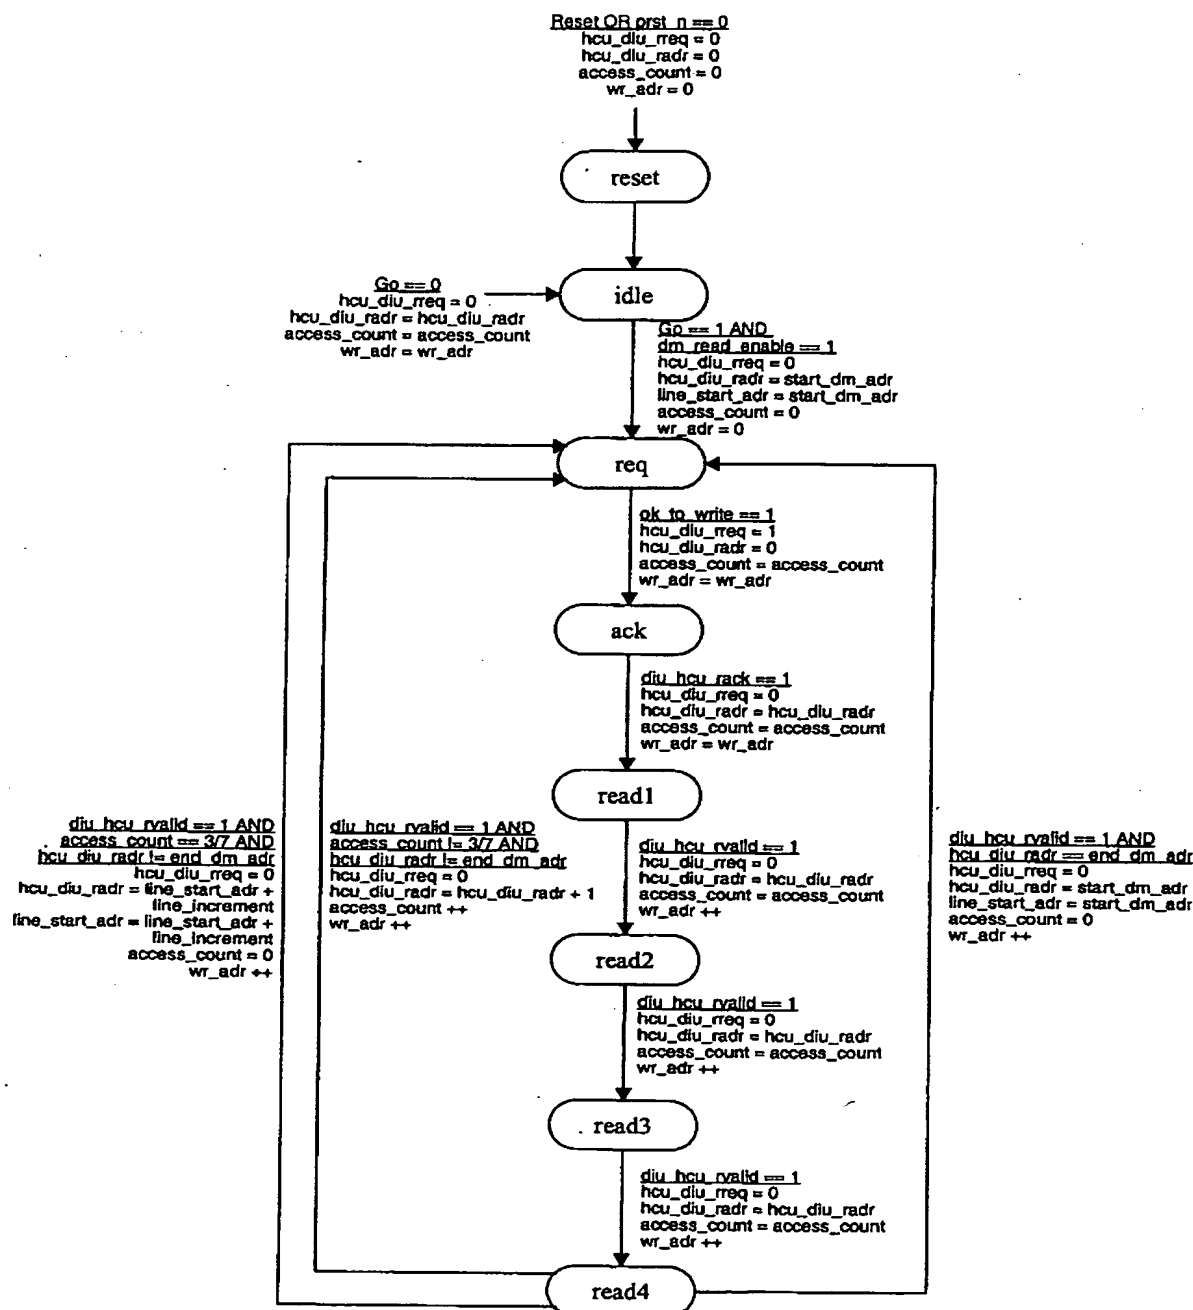 Reset OR prst_n == 0
hcu_diu_rreq = 0
hcu_diu_radr = 0
access_count = 0
wr_adr = 0
reset
idle
Go == 0
hcu_diu_rreq = 0
hcu_diu_radr = hcu_diu_radr
access_count = access_count
wr_adr = wr_adr
Go == 1 AND
dm_read_enable == 1
hcu_diu_rreq = 0
hcu_diu_radr = start_dm_adr
line_start_adr = start_dm_adr
access_count = 0
wr_adr = 0
req
ok_to_write == 1
hcu_diu_rreq = 1
hcu_diu_radr = 0
access_count = access_count
wr_adr = wr_adr
ack
diu_hcu_rack == 1
hcu_diu_rreq = 0
hcu_diu_radr = hcu_diu_radr
access_count = access_count
wr_adr = wr_adr
read1
diu_hcu_rvalid == 1 AND
access_count == 3/7 AND
hcu_diu_radr != end_dm_adr
hcu_diu_rreq = 0
hcu_diu_radr = line_start_adr +
line_increment
line_start_adr = line_start_adr +
line_increment
access_count = 0
wr_adr ++
diu_hcu_rvalid == 1 AND
access_count != 3/7 AND
hcu_diu_radr != end_dm_adr
hcu_diu_rreq = 0
hcu_diu_radr = hcu_diu_radr + 1
access_count ++
wr_adr ++
diu_hcu_rvalid == 1
hcu_diu_rreq = 0
hcu_diu_radr = hcu_diu_radr
access_count = access_count
wr_adr ++
diu_hcu_rvalid == 1 AND
hcu_diu_radr == end_dm_adr
hcu_diu_rreq = 0
hcu_diu_radr = start_dm_adr
line_start_adr = start_dm_adr
access_count = 0
wr_adr ++
read2
diu_hcu_rvalid == 1
hcu_diu_rreq = 0
hcu_diu_radr = hcu_diu_radr
access_count = access_count
wr_adr ++
read3
diu_hcu_rvalid == 1
hcu_diu_rreq = 0
hcu_diu_radr = hcu_diu_radr
access_count = access_count
wr_adr ++
read4